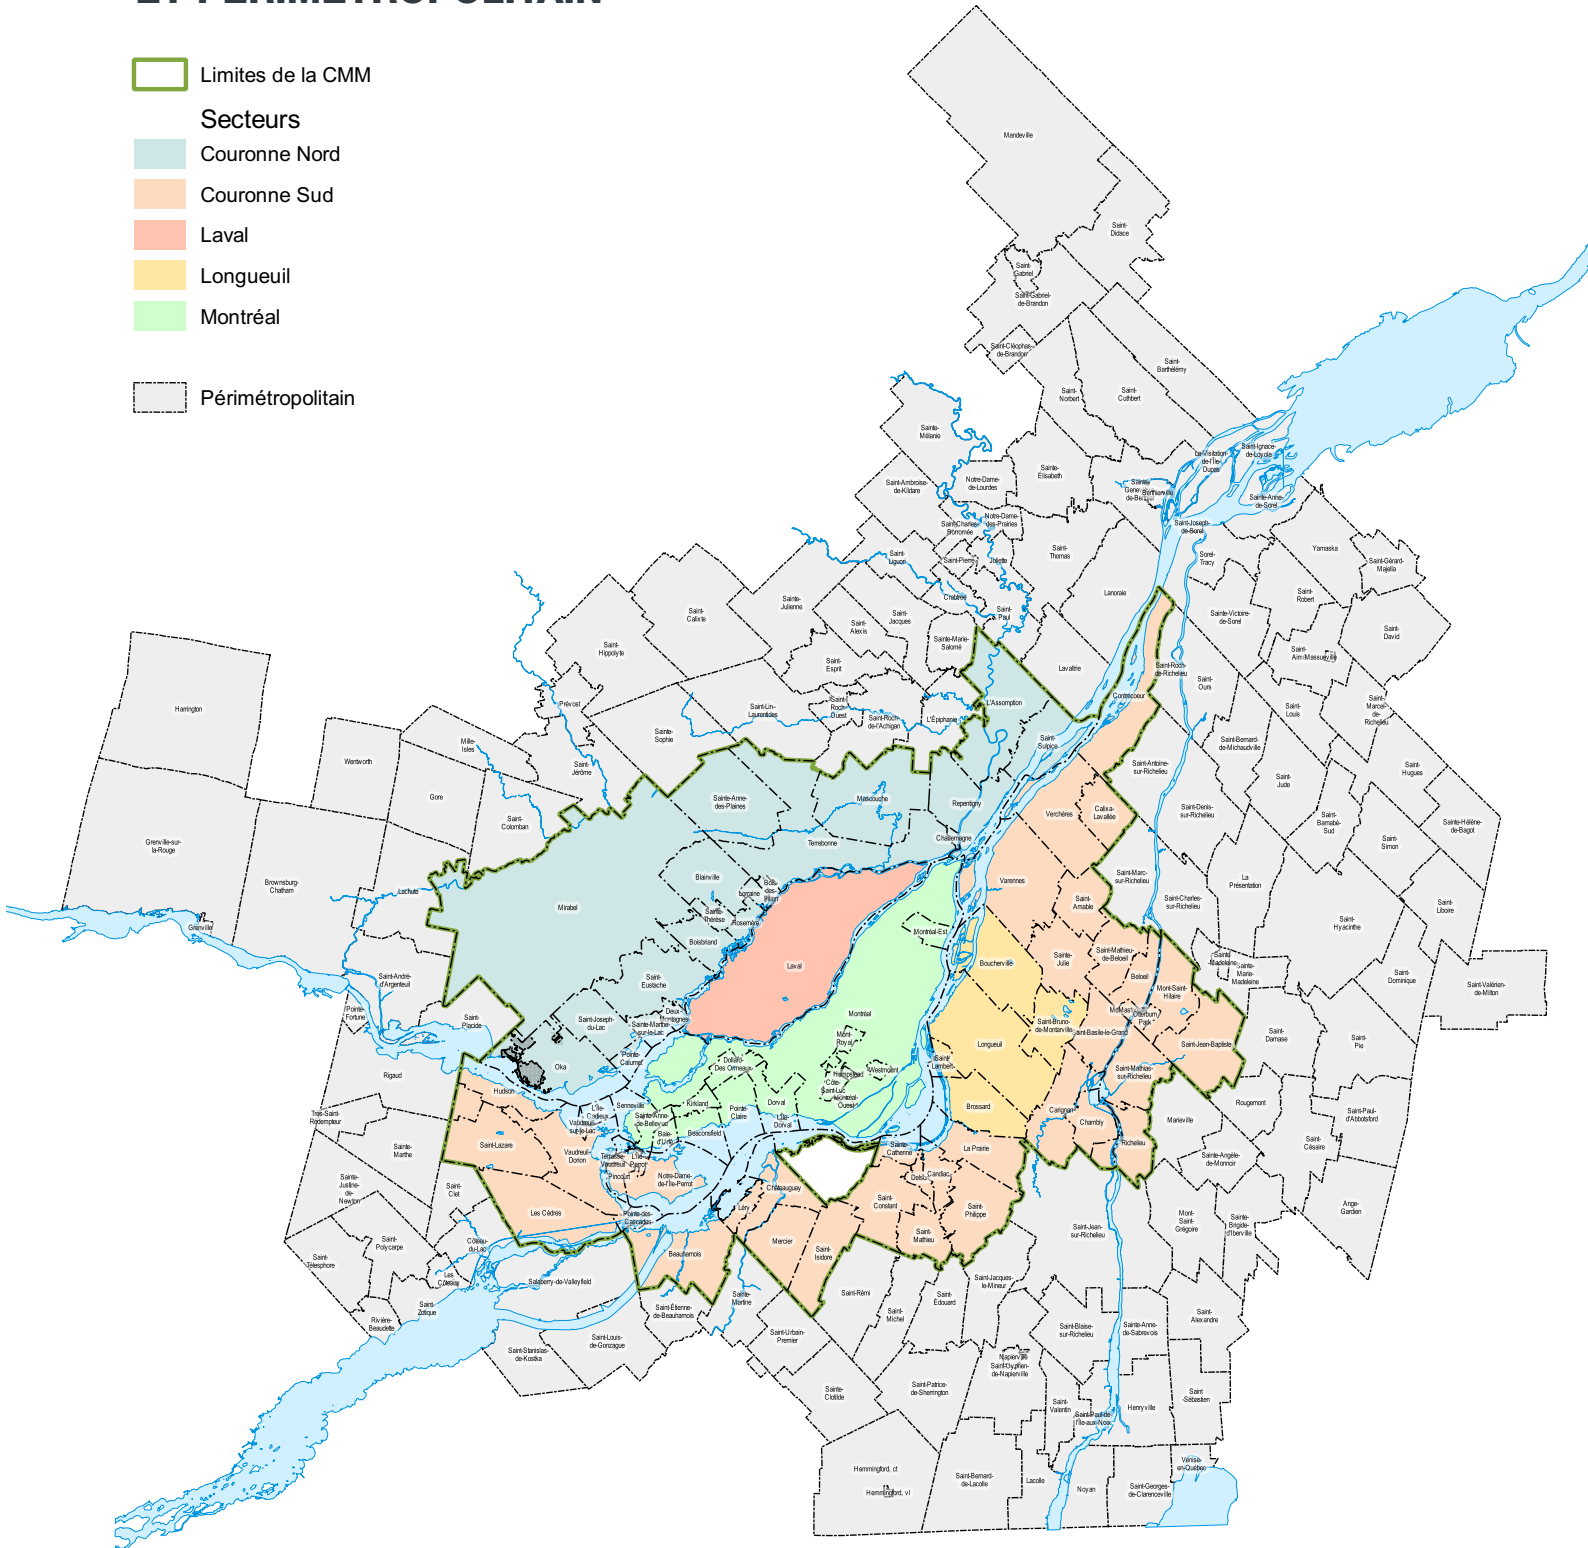 ET PÉRIMÉTROPOLITAIN
Limites de la CMM
Secteurs
Couronne Nord
Couronne Sud
Laval
Longueuil
Montréal
Périmétropolitain
Mandeville
Saint-
Didace
Saint-
Gabriel
Saint-Gabriel-
de-Brandon
Saint-Cléophas-
de-Brandon
Saint-
Barthélémy
Saint-
Norbert
Saint-
Cuthbert
Sainte-
Mélanie
Saint-Ambroise-
de-Kildare
Notre-Dame-
de-Lourdes
Sainte-
Élisabeth
La Visitation-
de-l'Île-
Dupas
Saint-Ignace-
de-Loyola
Berthierville
Sainte-Anne-
de-Sorel
Saint-Joseph-
de-Sorel
Saint-Charles-
Borromée
Notre-Dame-
des-Prairies
Saint-
Liguori
Saint-Pierre
Joliette
Saint-
Thomas
Crabtree
Saint-
Paul
Lanoraie
Sorel-
Tracy
Yamaska
Saint-Gérard-
Majella
Saint-
Robert
Sainte-Victoire-
de-Sorel
Saint-
David
Saint-
Aimé
Massueville
Saint-
Calixte
Sainte-
Julienne
Saint-
Alexis
Saint-
Jacques
Sainte-Marie-
Salomé
Saint-
Esprit
Lavaltrie
Saint-
Hippolyte
Prévost
Saint-Roch-
de-Richelieu
Saint-
Ours
Contrecoeur
Saint-
Louis
Saint-
Marcel-
de-
Richelieu
Harrington
Mille-
Isles
Wentworth
Gore
Saint-
Jérôme
Sainte-
Sophie
Saint-Lin-
Laurentides
Saint-
Roch-
Ouest
Saint-Roch-
de-l'Achigan
L'Épiphanie
L'Assomption
Saint-
Sulpice
Saint-Bernard-
de-Michaudville
Saint-
Hugues
Saint-Antoine-
sur-Richelieu
Saint-
Jude
Saint-
Colomban
Grenville-sur-
la-Rouge
Brownsburg-
Chatham
Lachute
Grenville
Mirabel
Sainte-Anne-
des-Plaines
Mascouche
Repentigny
Terrebonne
Charlemagne
Verchères
Calixa-
Lavallée
Saint-Denis-
sur-Richelieu
Saint-
Barnabé-
Sud
Saint-
Simon
Sainte-Hélène-
de-Bagot
Blainville
Lorraine
Bois-
des-
Filion
Sainte-
Thérèse
Rosemère
Boisbriand
Varennes
Saint-
Amable
Saint-Marc-
sur-Richelieu
Saint-Charles-
sur-Richelieu
La
Présentation
Saint-
Liboire
Saint-
Hyacinthe
Saint-
Dominique
Saint-Valérien-
de-Milton
Montréal-Est
Laval
Boucherville
Sainte-
Julie
Saint-Mathieu-
de-Beloeil
Beloeil
Mont-Saint-
Hilaire
Sainte-
Madeleine
Sainte-
Marie-
Madeleine
Saint-
Eustache
Saint-André-
d'Argenteuil
Pointe-
Fortune
Saint-
Placide
Saint-Joseph-
du-Lac
Deux-
Montagnes
Sainte-Marthe-
sur-le-Lac
Pointe-
Calumet
Oka
Montréal
Mont-
Royal
Hampstead
Westmount
Côte-
Saint-Luc
Montréal-
Ouest
Dollard-
Des Ormeaux
Kirkland
Pointe-
Claire
Dorval
L'Île-
Dorval
Beaconsfield
Senneville
Sainte-Anne-
de-Bellevue
Baie-
d'Urfé
Longueuil
Saint-
Lambert
Brossard
Saint-Bruno-
de-Montarville
Saint-Basile-le-Grand
Otterburn
Park
Saint-Jean-Baptiste
Saint-Mathias-
sur-Richelieu
Saint-
Damase
Saint-
Pie
Rigaud
Hudson
L'Île-
Cadieux
Vaudreuil-
sur-le-Lac
Vaudreuil-
Dorion
Saint-Lazare
Terrasse-
Vaudreuil
L'Île-
Perrot
Pincourt
Notre-Dame-
de-l'Île-Perrot
Très-Saint-
Rédempteur
Sainte-
Marthe
Sainte-
Justine-
de-
Newton
Saint-
Clet
Les Cèdres
Pointe-des-
Cascades
Carignan
Chambly
Richelieu
Marieville
Rougemont
Saint-
Césaire
Saint-Paul-
d'Abbotsford
Sainte-Angèle-
de-Monnoir
Ange-
Gardien
La Prairie
Sainte-
Catherine
Candiac
Delson
Saint-
Constant
Saint-
Philippe
Saint-
Mathieu
Châteauguay
Léry
Mercier
Saint-
Isidore
Beauharnois
Saint-
Télesphore
Saint-
Polycarpe
Côteau-
du-Lac
Les
Côteaux
Saint-
Zotique
Rivière-
Beaudette
Salaberry-de-Valleyfield
Saint-Étienne-
de-Beauharnois
Sainte-
Martine
Saint-Louis-
de-Gonzague
Saint-Stanislas-
de-Kostka
Saint-Urbain-
Premier
Saint-Rémi
Saint-
Michel
Saint-
Édouard
Saint-Jacques-
le-Mineur
Saint-Jean-
sur-Richelieu
Mont-
Saint-
Grégoire
Sainte-
Brigide-
d'Iberville
Saint-Blaise-
sur-Richelieu
Sainte-Anne-
de-Sabrevois
Saint-
Alexandre
Napierville
Saint-Cyprien-
de-Napierville
Saint-Patrice-
de-Sherrington
Sainte-
Clotilde
Saint-
Valentin
Saint-Paul-de-
l'Île-aux-Noix
Henryville
Saint
-Sébastien
Hemmingford, ct
Hemmingford, vl
Saint-Bernard-
de-Lacolle
Lacolle
Noyan
Saint-Georges-
de-Clarenceville
Venise-
en-Québec